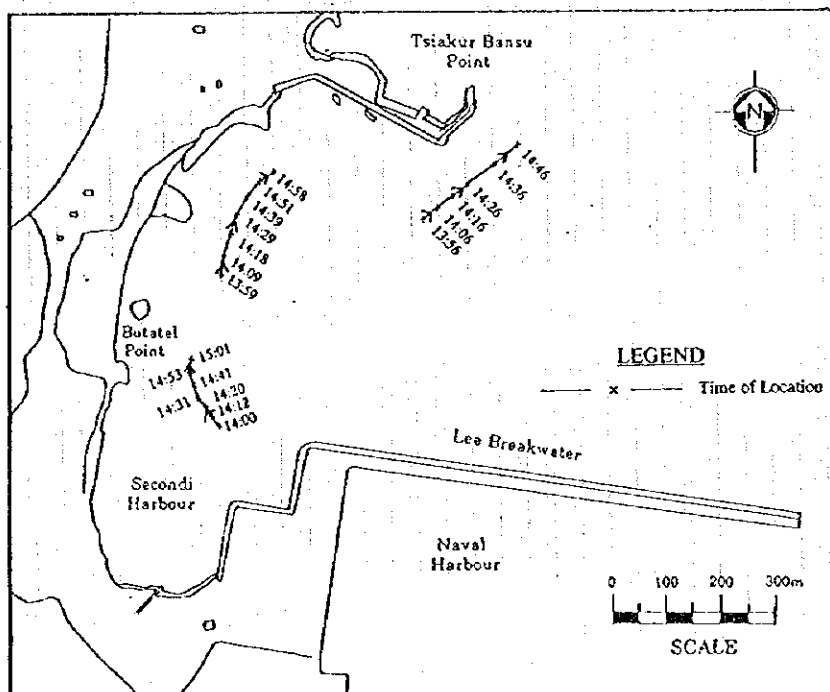 Tsiakur Bansu
Point
N
14:46
14:36
14:26
14:16
14:06
13:56
14:58
14:51
14:39
14:29
14:18
14:09
13:59
Butatel
Point
15:01
14:53
14:41
14:31
14:20
14:12
14:00
LEGEND
x Time of Location
Lee Breakwater
Secondi
Harbour
Naval
Harbour
0 100 200 300m
SCALE